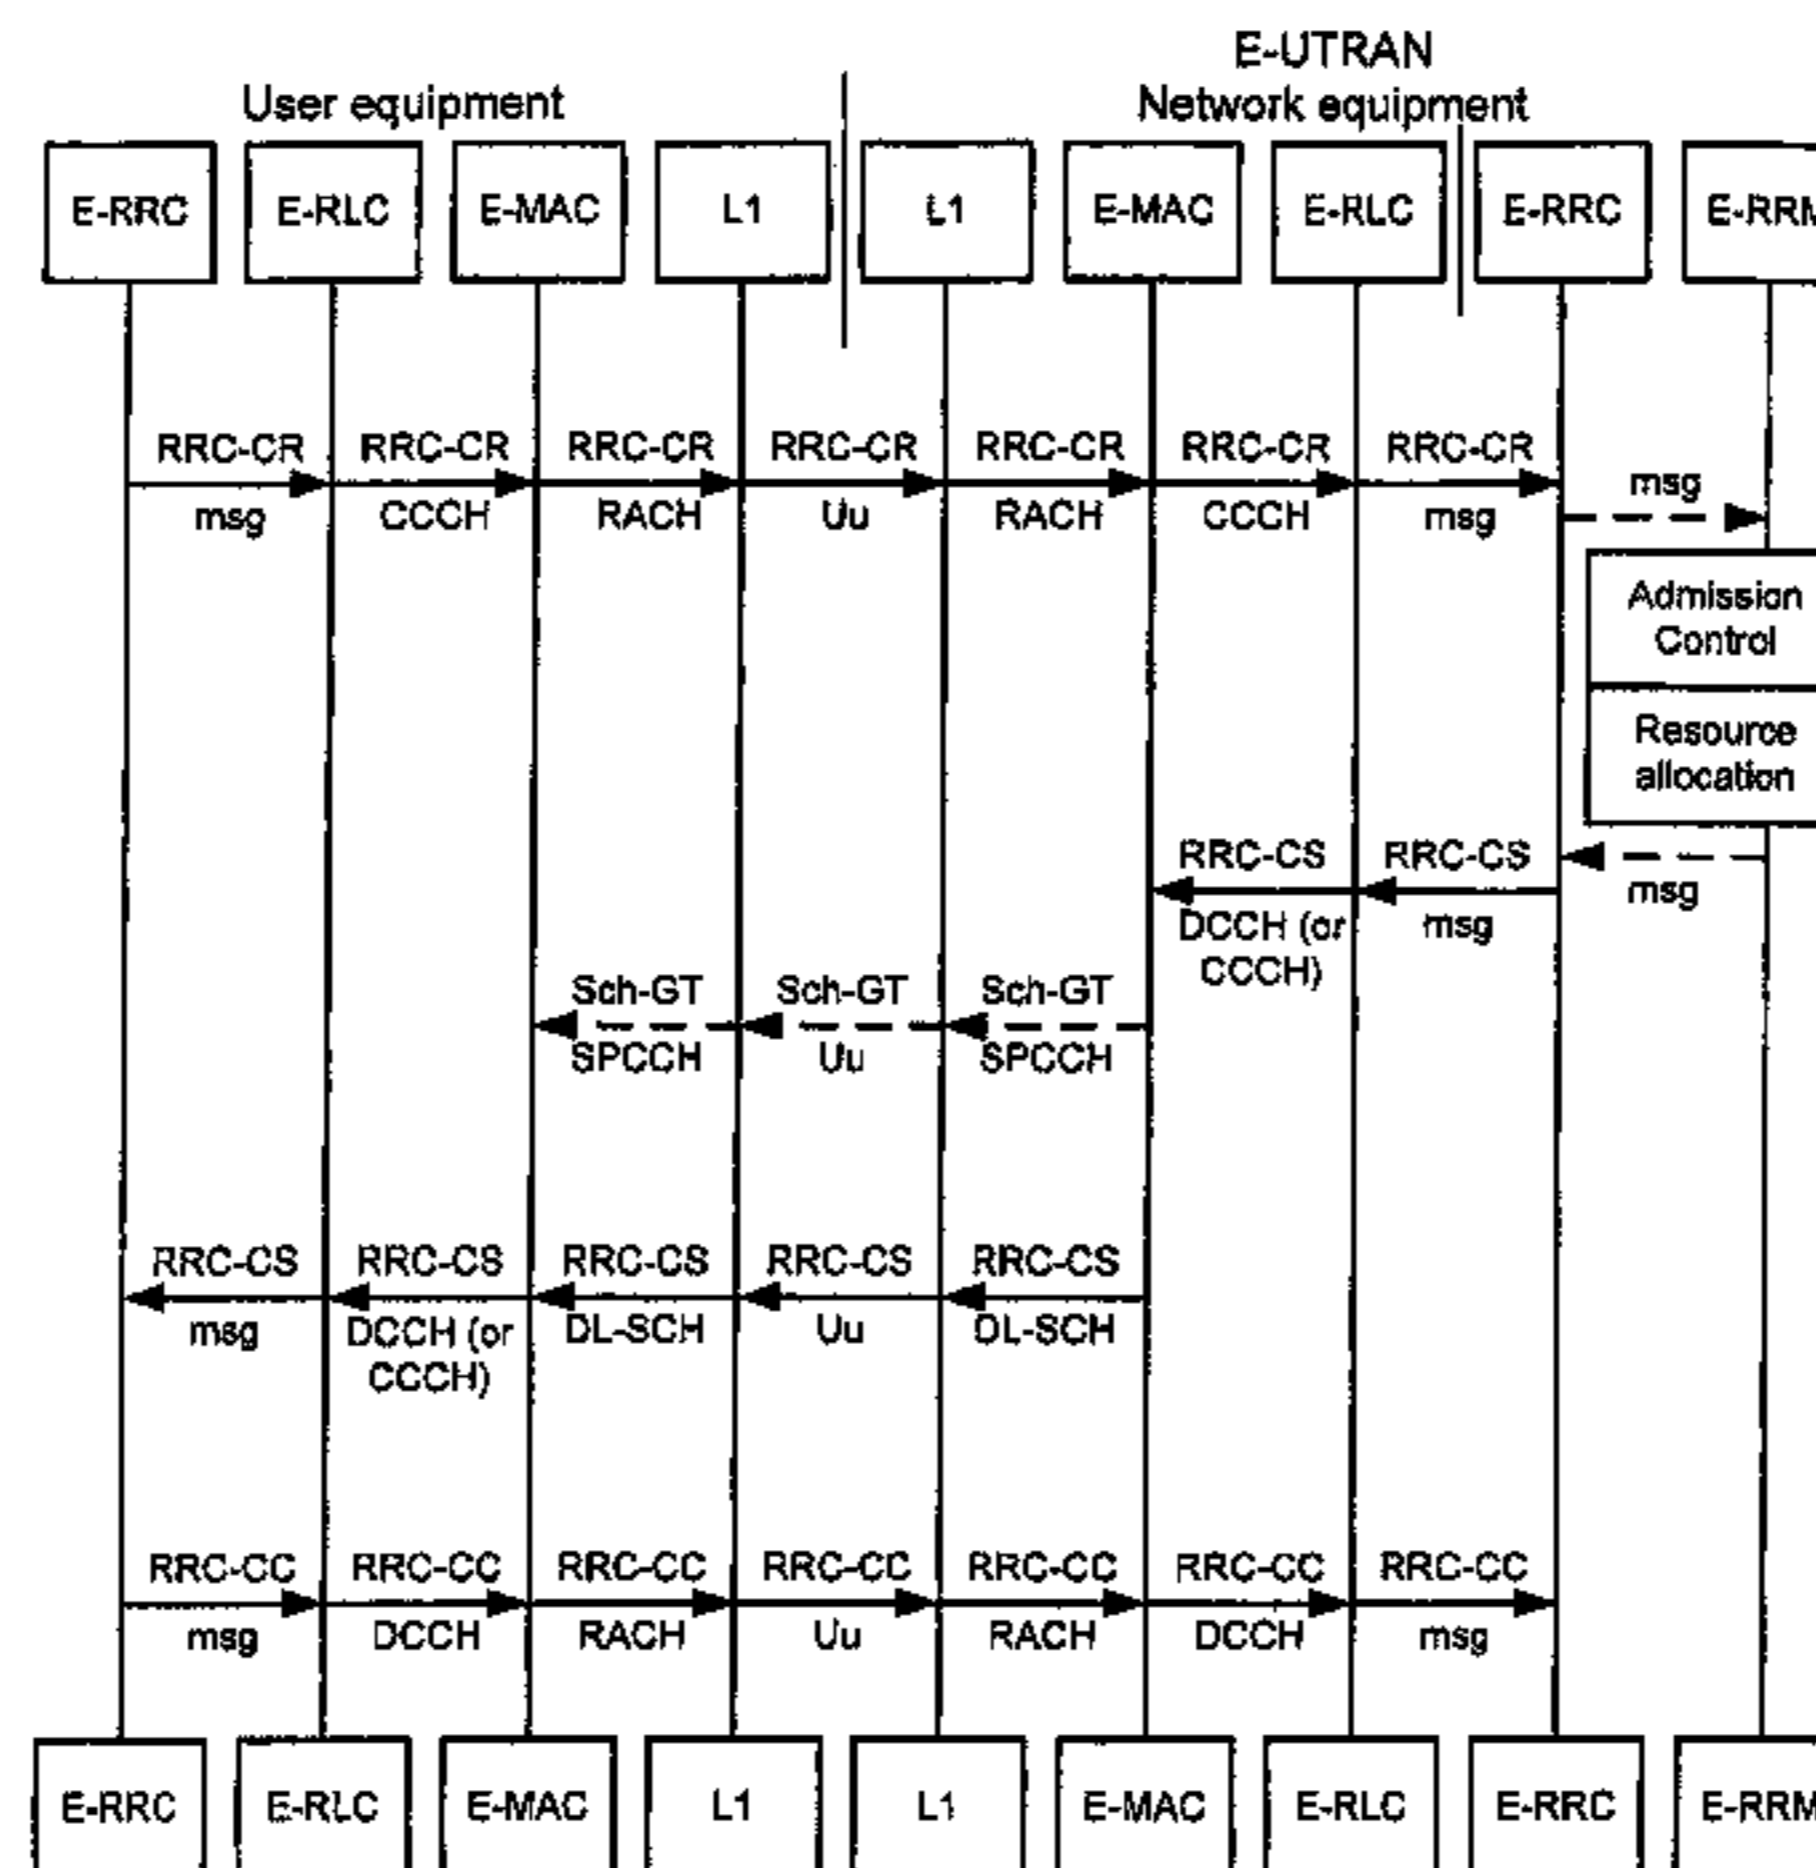 E-UTRAN
User equipment
Network equipment
E-RRC
E-RLC
E-MAC
L1
L1
E-MAC
E-RLC
E-RRC
E-RRM
RRC-CR
RRC-CR
RRC-CR
RRC-CR
RRC-CR
RRC-CR
RRC-CR
msg
msg
CCCH
RACH
Uu
RACH
CCCH
msg
Admission
Control
Resource
allocation
RRC-CS
RRC-CS
msg
DCCH (or
CCCH)
msg
Sch-GT
Sch-GT
Sch-GT
SPCCH
Uu
SPCCH
RRC-CS
RRC-CS
RRC-CS
RRC-CS
RRC-CS
msg
DCCH (or
CCCH)
DL-SCH
Uu
DL-SCH
RRC-CC
RRC-CC
RRC-CC
RRC-CC
RRC-CC
RRC-CC
RRC-CC
msg
DCCH
RACH
Uu
RACH
DCCH
msg
E-RRC
E-RLC
E-MAC
L1
L1
E-MAC
E-RLC
E-RRC
E-RRM